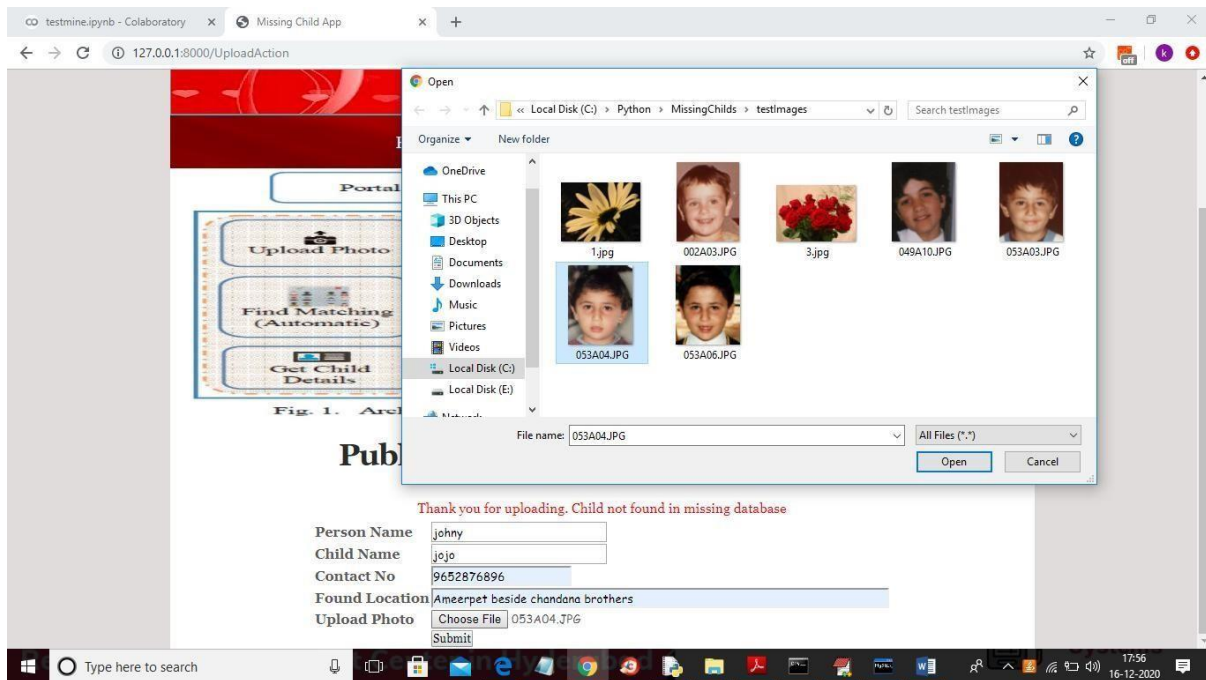 testmine.ipynb - Colaboratory
Missing Child App
127.0.0.1:8000/UploadAction
off
k
Open
« Local Disk (C:) > Python > MissingChilds > testImages
Search testImages
Organize
New folder
OneDrive
This PC
3D Objects
Desktop
Documents
Downloads
Music
Pictures
Videos
Local Disk (C:)
Local Disk (E:)
1.jpg
002A03.JPG
3.jpg
049A10.JPG
053A03.JPG
053A04.JPG
053A06.JPG
File name: 053A04.JPG
All Files (*.*)
Open
Cancel
Portal
Upload Photo
Find Matching
(Automatic)
Get Child
Details
Fig. 1.
Publ
Thank you for uploading. Child not found in missing database
Person Name johny
Child Name jojo
Contact No 9652876896
Found Location Ameerpet beside chandana brothers
Upload Photo Choose File 053A04.JPG
Submit
Type here to search
17:56
16-12-2020